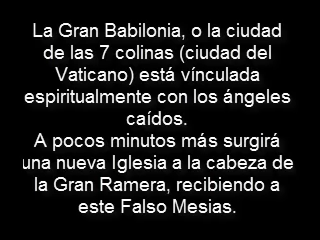 La Gran Babilonia, o la ciudad
de las 7 colinas (ciudad del
Vaticano) está vínculada
espiritualmente con los ángeles
caídos.
A pocos minutos más surgirá
una nueva Iglesia a la cabeza de
la Gran Ramera, recibiendo a
este Falso Mesias.